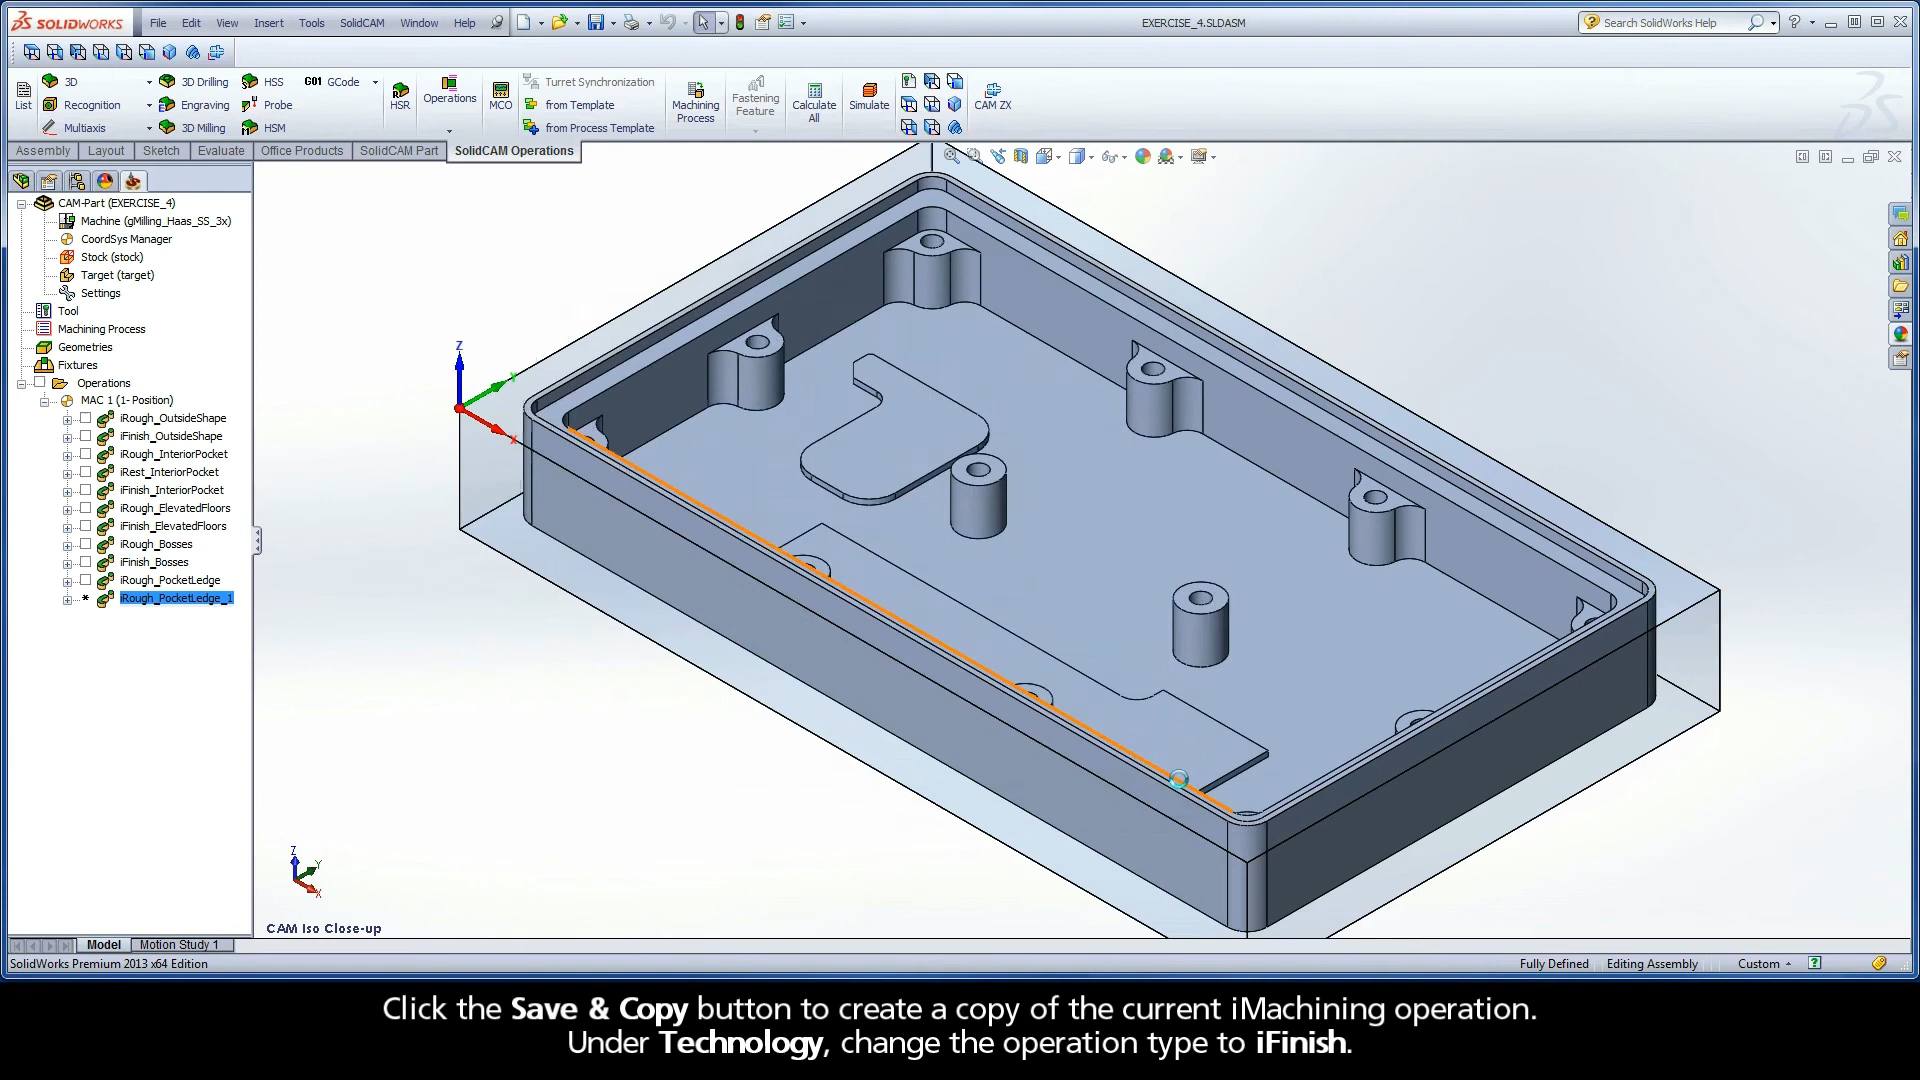 SOLIDWORKS File Edit View Insert Tools SolidCAM Window Help EXERCISE_4.SLDASM Search SolidWorks Help
3D 3D Drilling HSS G01 GCode Turret Synchronization
List Recognition Engraving Probe HSR Operations MCO from Template Machining Process Fastening Feature Calculate All Simulate CAM ZX
Multiaxis 3D Milling HSM from Process Template
Assembly Layout Sketch Evaluate Office Products SolidCAM Part SolidCAM Operations
CAM-Part (EXERCISE_4)
Machine (gMilling_Haas_SS_3x)
CoordSys Manager
Stock (stock)
Target (target)
Settings
Tool
Machining Process
Geometries
Fixtures
Operations
MAC 1 (1- Position)
iRough_OutsideShape
iFinish_OutsideShape
iRough_InteriorPocket
iRest_InteriorPocket
iFinish_InteriorPocket
iRough_ElevatedFloors
iFinish_ElevatedFloors
iRough_Bosses
iFinish_Bosses
iRough_PocketLedge
* iRough_PocketLedge_1
Z
Y
X
Z
Y
X
CAM Iso Close-up
Model Motion Study 1
SolidWorks Premium 2013 x64 Edition Fully Defined Editing Assembly Custom
Click the Save & Copy button to create a copy of the current iMachining operation.
Under Technology, change the operation type to iFinish.